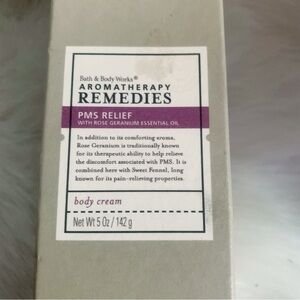 Bath & Body Works®
AROMATHERAPY
REMEDIES
PMS RELIEF
WITH ROSE GERANIUM ESSENTIAL OIL
In addition to its comforting aroma,
Rose Geranium is traditionally known
for its therapeutic ability to help relieve
the discomfort associated with PMS. It is
combined here with Sweet Fennel, long
known for its pain-relieving properties.
body cream
Net Wt 5 Oz / 142 g